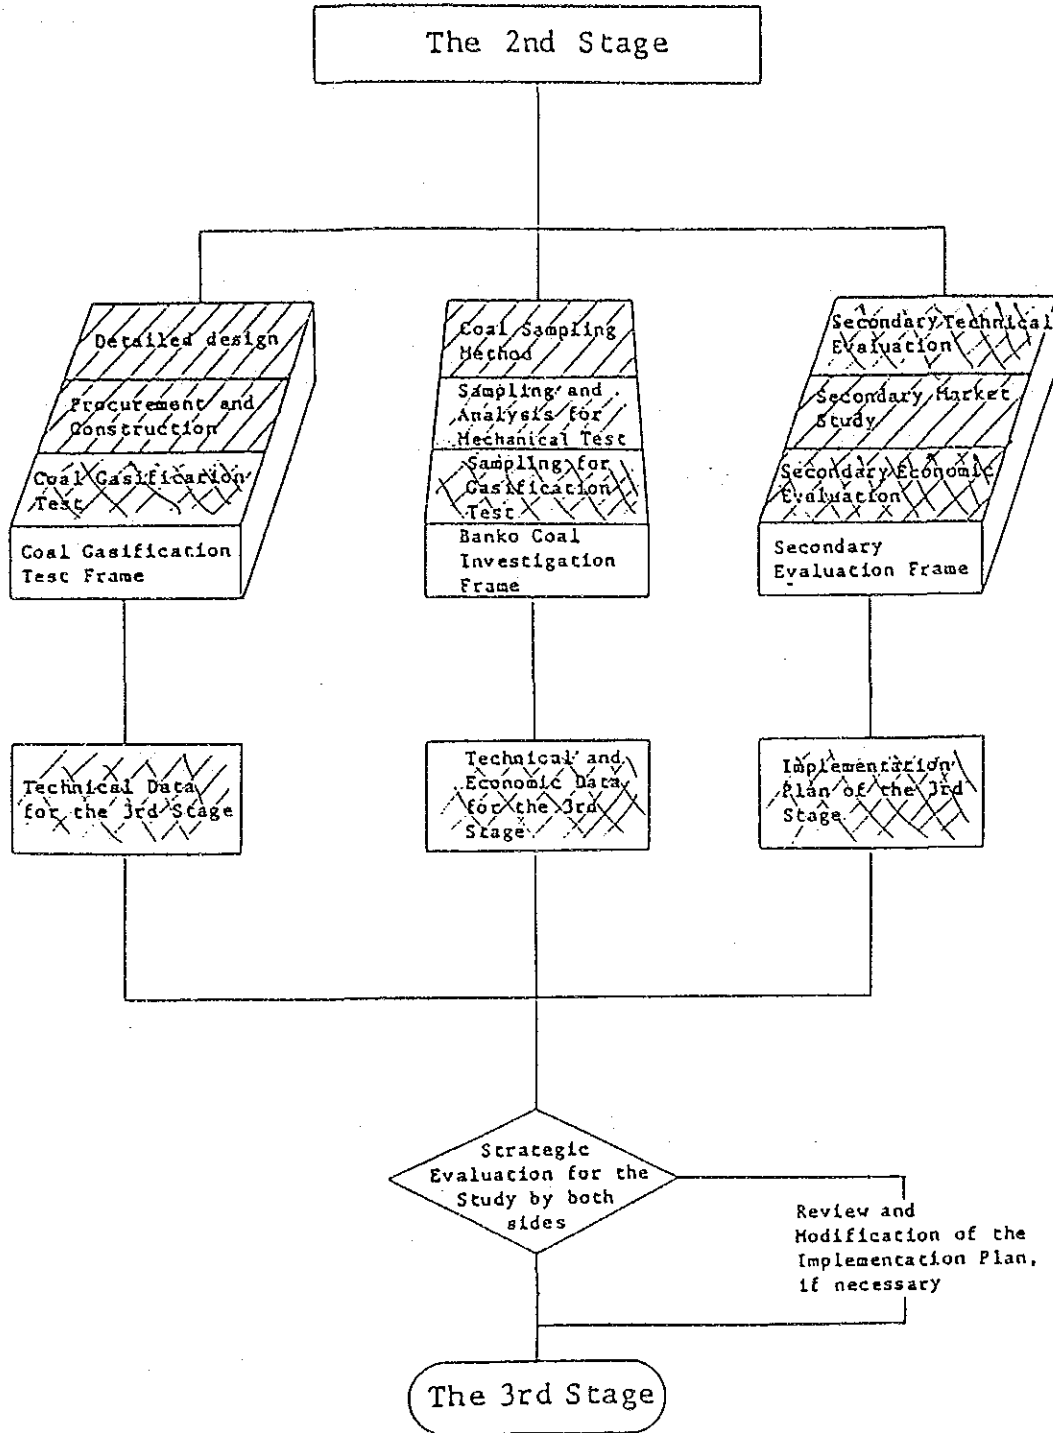 The 2nd Stage
Detailed design
Procurement and
Construction
Coal Gasification
Test
Coal Gasification
Test Frame
Coal Sampling
Method
Sampling and
Analysis for
Mechanical Test
Sampling for
Gasification
Test
Banko Coal
Investigation
Frame
Secondary Technical
Evaluation
Secondary Market
Study
Secondary Economic
Evaluation
Secondary
Evaluation Frame
Technical Data
for the 3rd Stage
Technical and
Economic Data
for the 3rd
Stage
Implementation
Plan of the 3rd
Stage
Strategic
Evaluation for the
Study by both
sides
Review and
Modification of the
Implementation Plan,
if necessary
The 3rd Stage